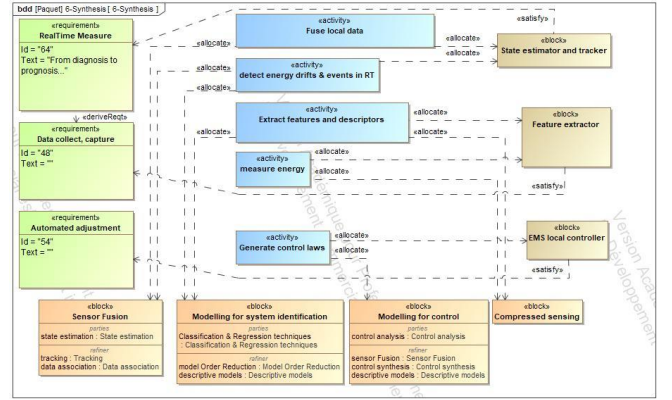 bdd [Paquet] 6-Synthesis [ 6-Synthesis ]
«requirement»
RealTime Measure
Id = "64"
Text = "From diagnosis to
prognosis..."
«deriveReqt»
«requirement»
Data collect, capture
Id = "48"
Text = ""
«requirement»
Automated adjustment
Id = "54"
Text = ""
«activity»
Fuse local data
«activity»
detect energy drifts & events in RT
«activity»
Extract features and descriptors
«activity»
measure energy
«activity»
Generate control laws
«allocate»
«allocate»
«allocate»
«allocate»
«allocate»
«allocate»
«allocate»
«allocate»
«allocate»
«allocate»
«allocate»
«allocate»
«satisfy»
«block»
State estimator and tracker
«block»
Feature extractor
«satisfy»
«block»
EMS local controller
«satisfy»
«block»
Sensor Fusion
parties
state estimation : State estimation
refiner
tracking : Tracking
data association : Data association
«block»
Modelling for system identification
parties
Classification & Regression techniques
: Classification & Regression techniques
refiner
model Order Reduction : Model Order Reduction
descriptive models : Descriptive models
«block»
Modelling for control
parties
control analysis : Control analysis
refiner
sensor Fusion : Sensor Fusion
control synthesis : Control synthesis
descriptive models : Descriptive models
«block»
Compressed sensing
Version Acad
Développement